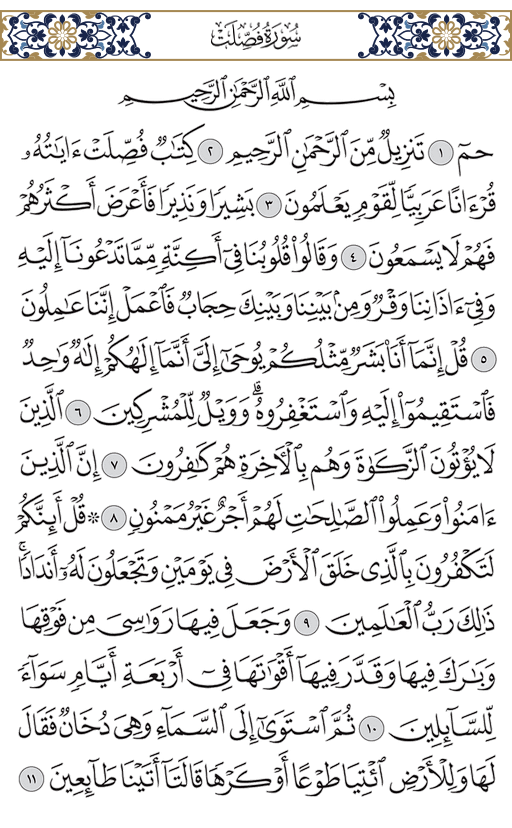 سُورَةُ فُصِّلَتۡ
بِسۡمِ ٱللَّهِ ٱلرَّحۡمَٰنِ ٱلرَّحِيمِ
حمٓ ١ تَنزِيلٞ مِّنَ ٱلرَّحۡمَٰنِ ٱلرَّحِيمِ ٢ كِتَٰبٞ فُصِّلَتۡ ءَايَٰتُهُۥ
قُرۡءَانًا عَرَبِيّٗا لِّقَوۡمٖ يَعۡلَمُونَ ٣ بَشِيرٗا وَنَذِيرٗا فَأَعۡرَضَ أَكۡثَرُهُمۡ
فَهُمۡ لَا يَسۡمَعُونَ ٤ وَقَالُواْ قُلُوبُنَا فِيٓ أَكِنَّةٖ مِّمَّا تَدۡعُونَآ إِلَيۡهِ
وَفِيٓ ءَاذَانِنَا وَقۡرٞ وَمِنۢ بَيۡنِنَا وَبَيۡنِكَ حِجَابٞ فَٱعۡمَلۡ إِنَّنَا عَٰمِلُونَ
٥ قُلۡ إِنَّمَآ أَنَا۠ بَشَرٞ مِّثۡلُكُمۡ يُوحَىٰٓ إِلَيَّ أَنَّمَآ إِلَٰهُكُمۡ إِلَٰهٞ وَٰحِدٞ
فَٱسۡتَقِيمُوٓاْ إِلَيۡهِ وَٱسۡتَغۡفِرُوهُۗ وَوَيۡلٞ لِّلۡمُشۡرِكِينَ ٦ ٱلَّذِينَ
لَا يُؤۡتُونَ ٱلزَّكَوٰةَ وَهُم بِٱلۡأٓخِرَةِ هُمۡ كَٰفِرُونَ ٧ إِنَّ ٱلَّذِينَ
ءَامَنُواْ وَعَمِلُواْ ٱلصَّٰلِحَٰتِ لَهُمۡ أَجۡرٌ غَيۡرُ مَمۡنُونٖ ٨ ۞ قُلۡ أَئِنَّكُمۡ
لَتَكۡفُرُونَ بِٱلَّذِي خَلَقَ ٱلۡأَرۡضَ فِي يَوۡمَيۡنِ وَتَجۡعَلُونَ لَهُۥٓ أَندَادٗاۚ
ذَٰلِكَ رَبُّ ٱلۡعَٰلَمِينَ ٩ وَجَعَلَ فِيهَا رَوَٰسِيَ مِن فَوۡقِهَا
وَبَٰرَكَ فِيهَا وَقَدَّرَ فِيهَآ أَقۡوَٰتَهَا فِيٓ أَرۡبَعَةِ أَيَّامٖ سَوَآءٗ
لِّلسَّآئِلِينَ ١٠ ثُمَّ ٱسۡتَوَىٰٓ إِلَى ٱلسَّمَآءِ وَهِيَ دُخَانٞ فَقَالَ
لَهَا وَلِلۡأَرۡضِ ٱئۡتِيَا طَوۡعًا أَوۡ كَرۡهٗا قَالَتَآ أَتَيۡنَا طَآئِعِينَ ١١